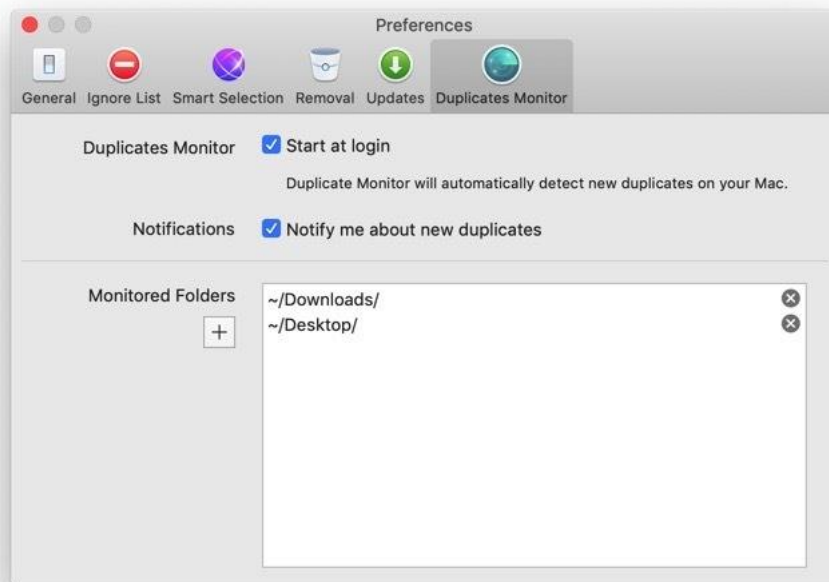 Preferences
General Ignore List Smart Selection Removal Updates Duplicates Monitor
Duplicates Monitor Start at login
Duplicate Monitor will automatically detect new duplicates on your Mac.
Notifications Notify me about new duplicates
Monitored Folders ~/Downloads/
~/Desktop/